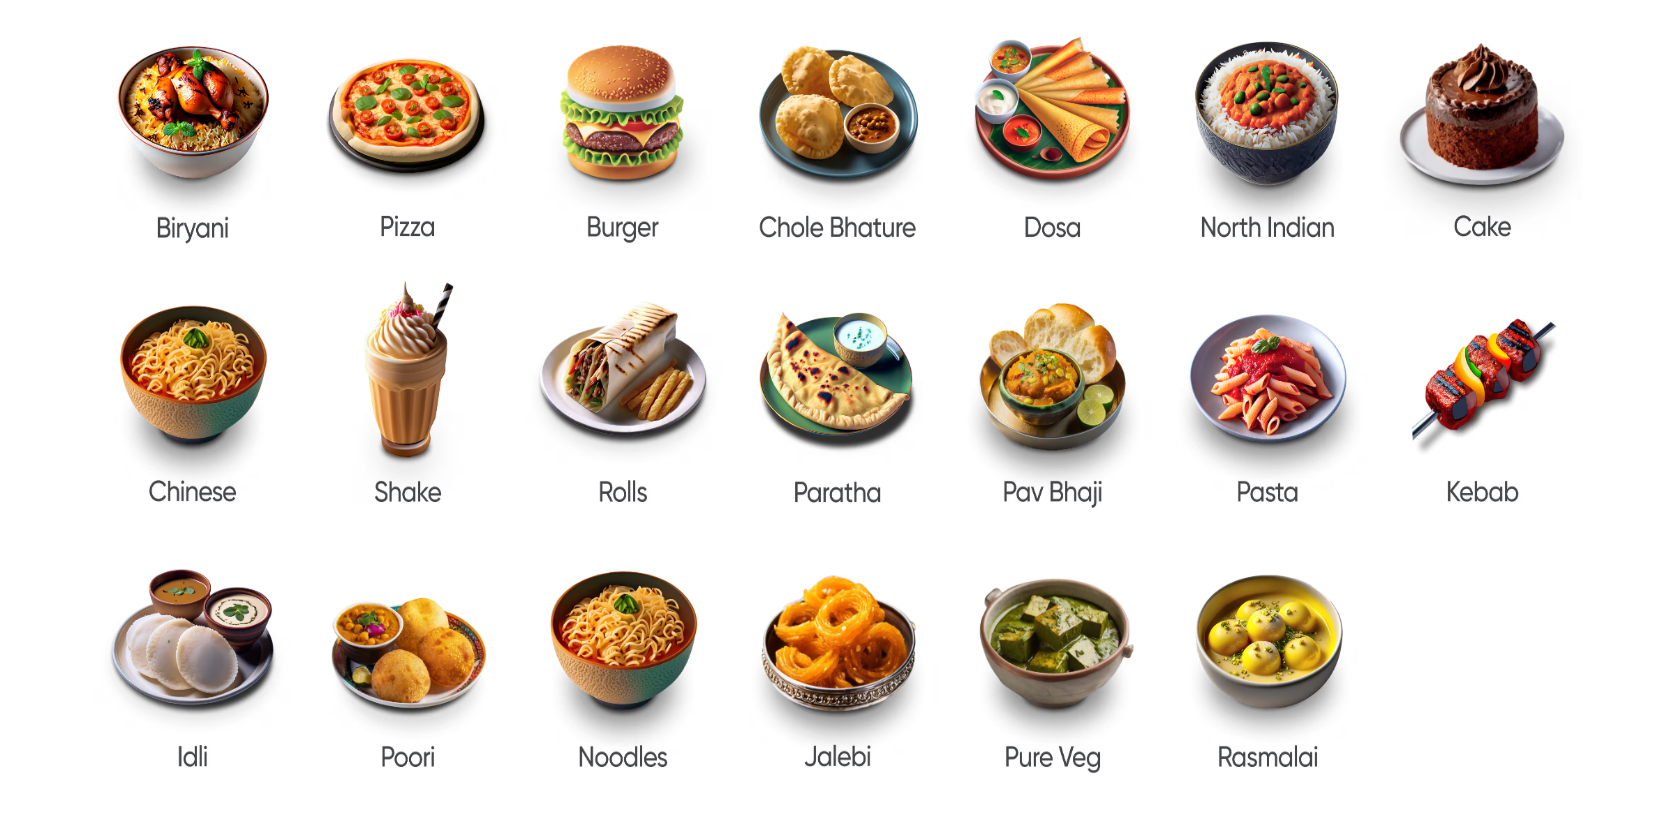 Biryani
Pizza
Burger
Chole Bhature
Dosa
North Indian
Cake
Chinese
Shake
Rolls
Paratha
Pav Bhaji
Pasta
Kebab
Idli
Poori
Noodles
Jalebi
Pure Veg
Rasmalai